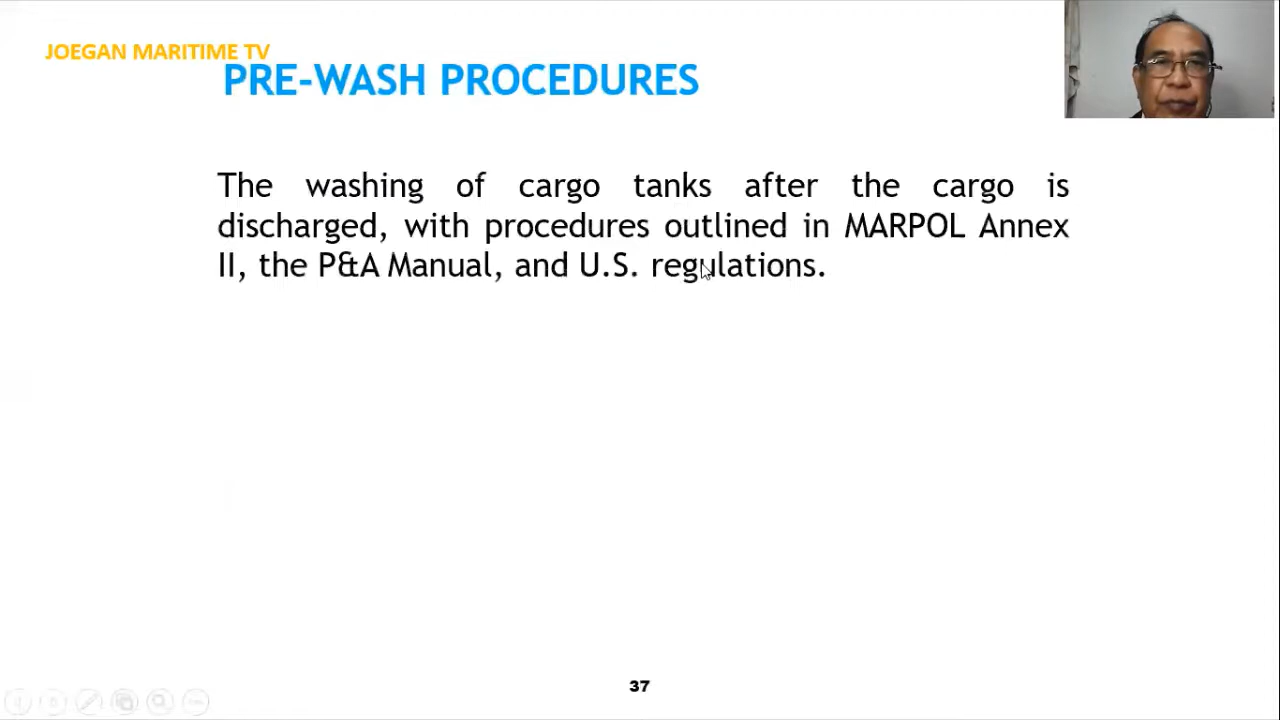 JOEGAN MARITIME TV
PRE-WASH PROCEDURES
The washing of cargo tanks after the cargo is
discharged, with procedures outlined in MARPOL Annex
II, the P&A Manual, and U.S. regulations.
37